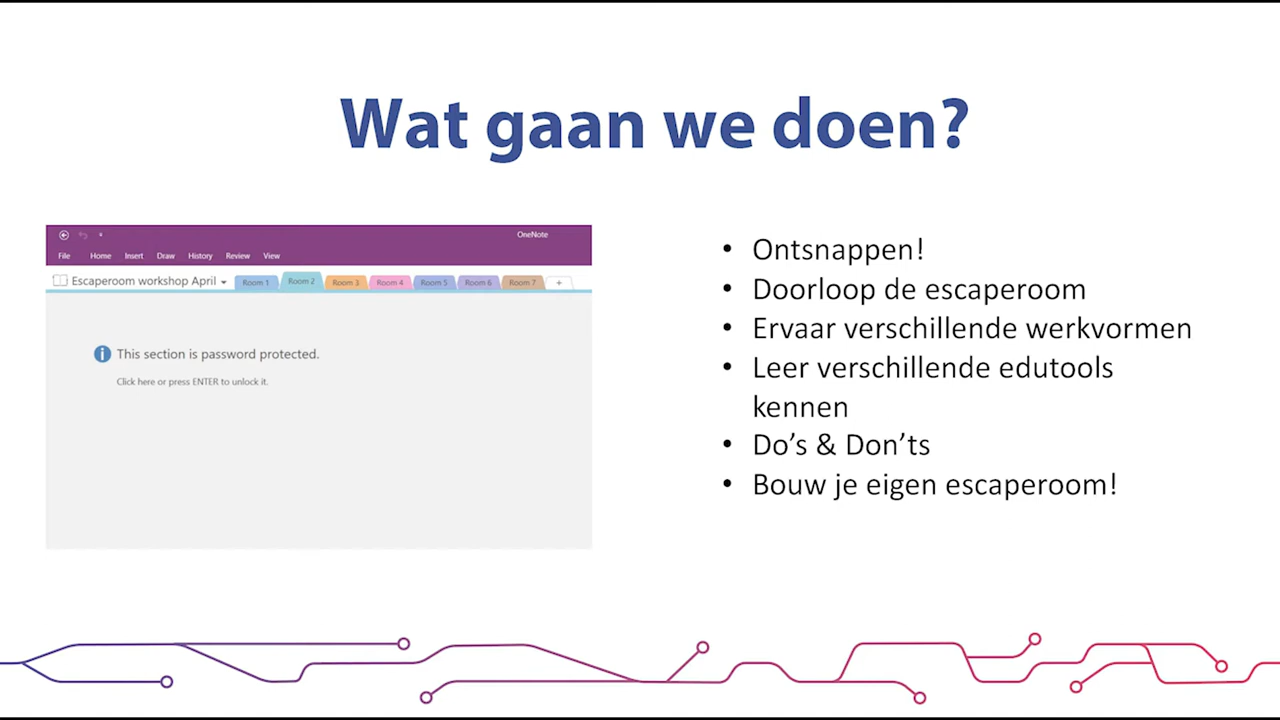 Wat gaan we doen?
OneNote
File Home Insert Draw History Review View
Escaperoom workshop April Room 1 Room 2 Room 3 Room 4 Room 5 Room 6 Room 7 +
This section is password protected.
Click here or press ENTER to unlock it.
• Ontsnappen!
• Doorloop de escaperoom
• Ervaar verschillende werkvormen
• Leer verschillende edutools
kennen
• Do’s & Don’ts
• Bouw je eigen escaperoom!